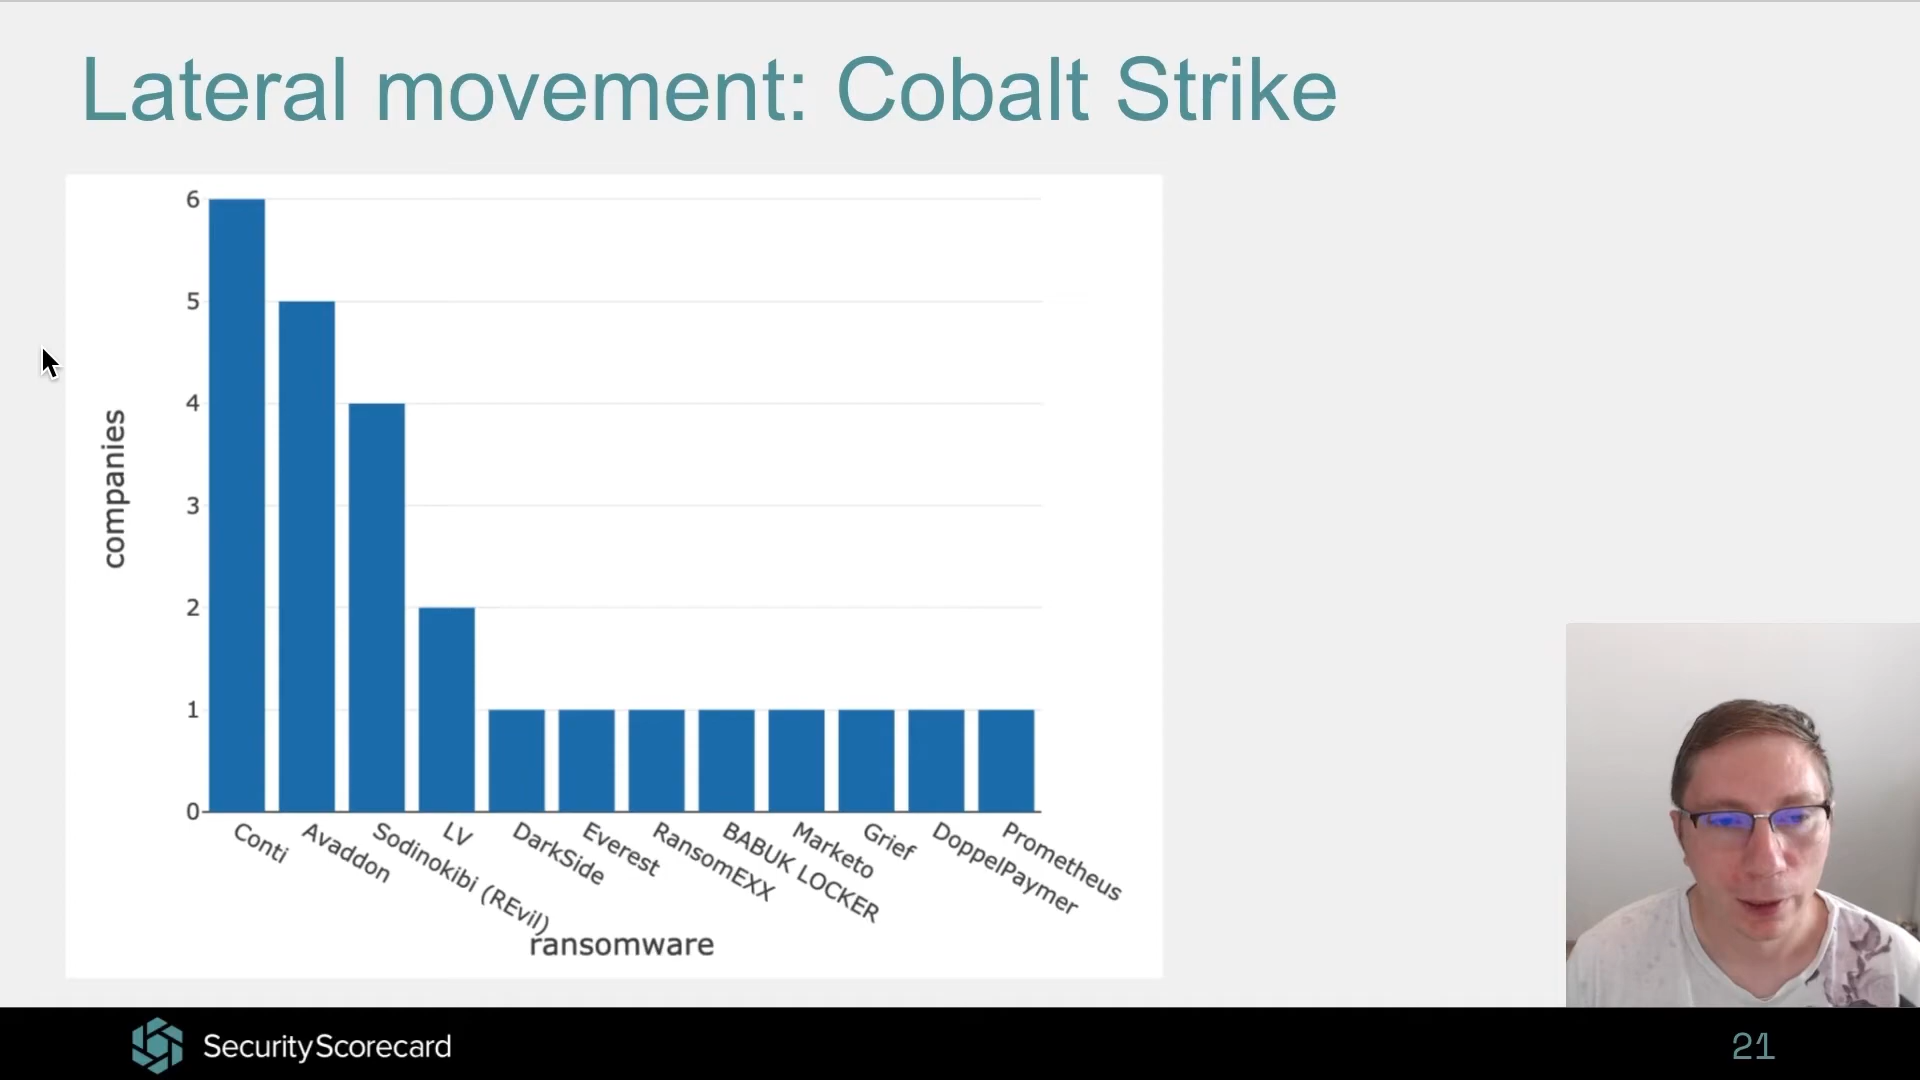 Lateral movement: Cobalt Strike
6
5
4
3
2
1
0
companies
Conti
Avaddon
Sodinokibi (REvil)
LV
DarkSide
Everest
RansomEXX
BABUK LOCKER
Marketo
Grief
DoppelPaymer
Prometheus
ransomware
SecurityScorecard
21